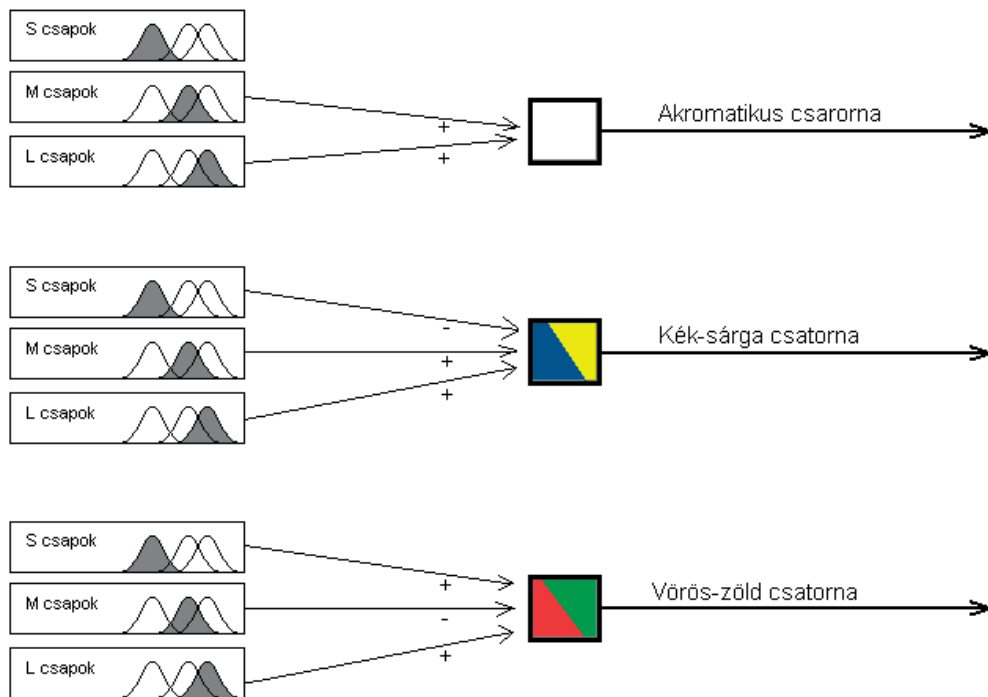 S csapok
M csapok
L csapok
+
+
Akromatikus csarorna
S csapok
M csapok
L csapok
-
+
+
Kék-sárga csatorna
S csapok
M csapok
L csapok
+
-
+
Vörös-zöld csatorna